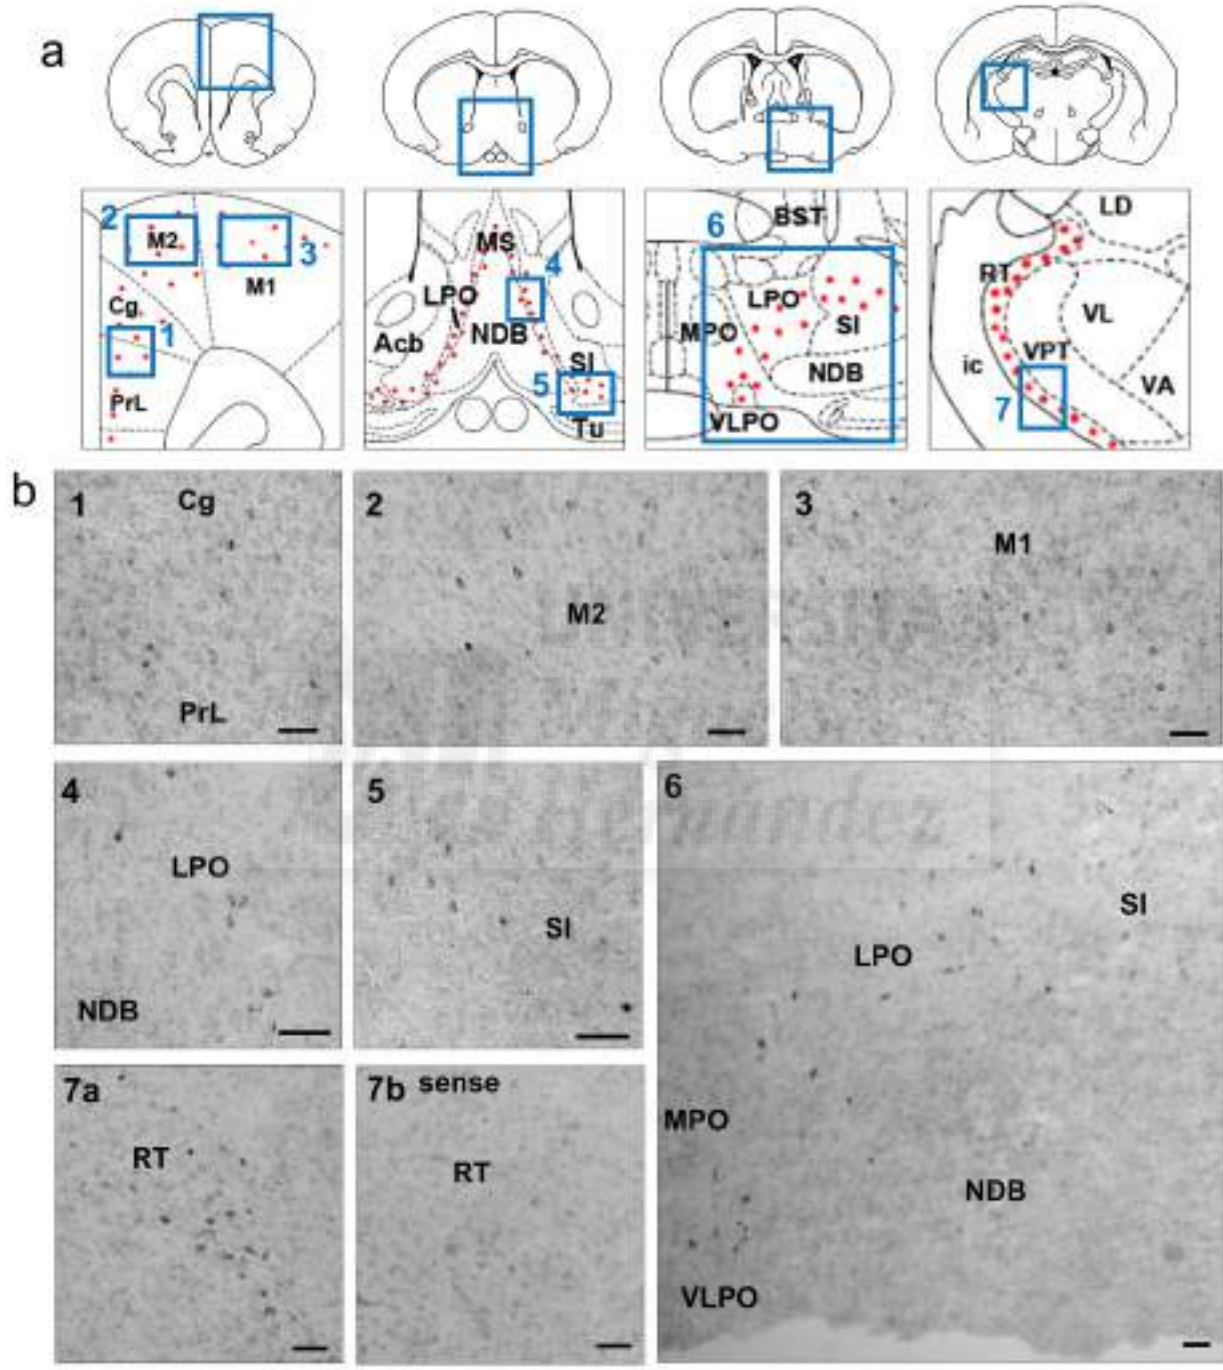 a
2
M2
3
M1
Cg
1
PrL
MS
4
LPO
NDB
Acb
SI
5
Tu
BST
6
LPO
MPO
SI
NDB
VLPO
LD
RT
VL
VPT
ic
VA
7
b
1
Cg
PrL
2
M2
3
M1
UNIVERSITAS
Hernández
4
LPO
NDB
5
SI
6
SI
LPO
MPO
NDB
VLPO
7a
RT
7b sense
RT